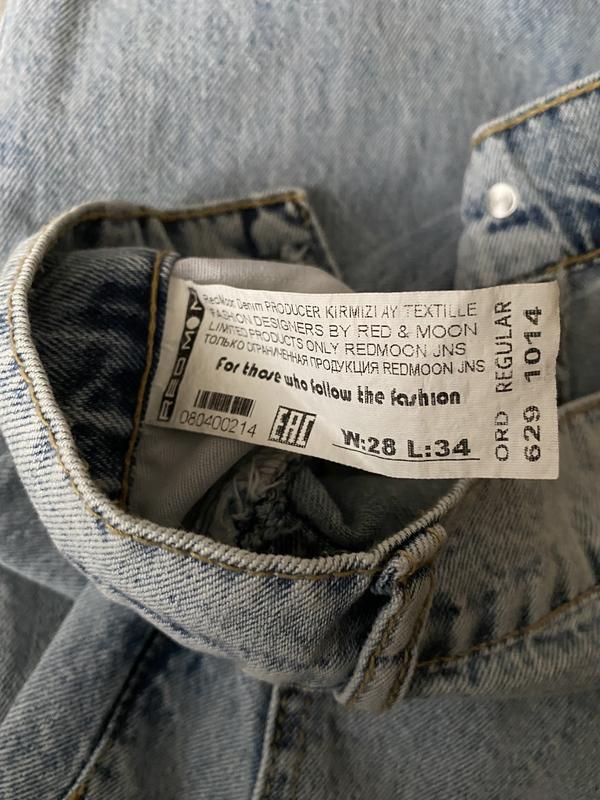 REDMOON
RedMoon Denim PRODUCER KIRMIZI AY TEXTILLE
FASHION DESIGNERS BY RED & MOON
LIMITED PRODUCTS ONLY REDMOON JNS
ТОЛЬКО ОГРАНИЧЕННАЯ ПРОДУКЦИЯ REDMOON JNS
For those who follow the fashion
080400214
EAC
W:28 L:34
ORD REGULAR
629 1014